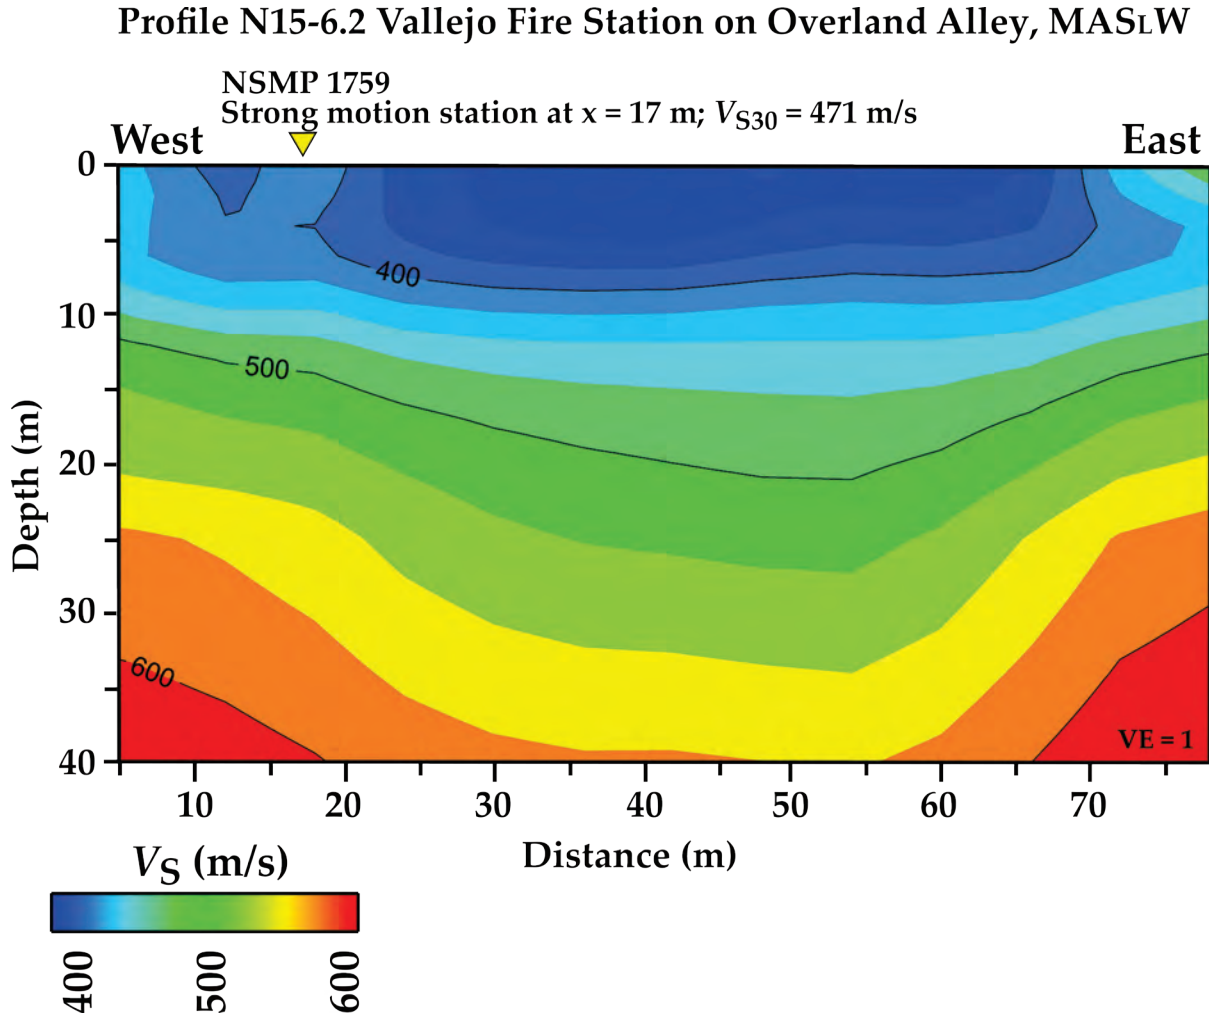 Profile N15-6.2 Vallejo Fire Station on Overland Alley, MASLW
NSMP 1759
Strong motion station at x = 17 m; VS30 = 471 m/s
West
East
0
10
20
30
40
Depth (m)
400
500
600
VE = 1
10 20 30 40 50 60 70
Distance (m)
VS (m/s)
400
500
600